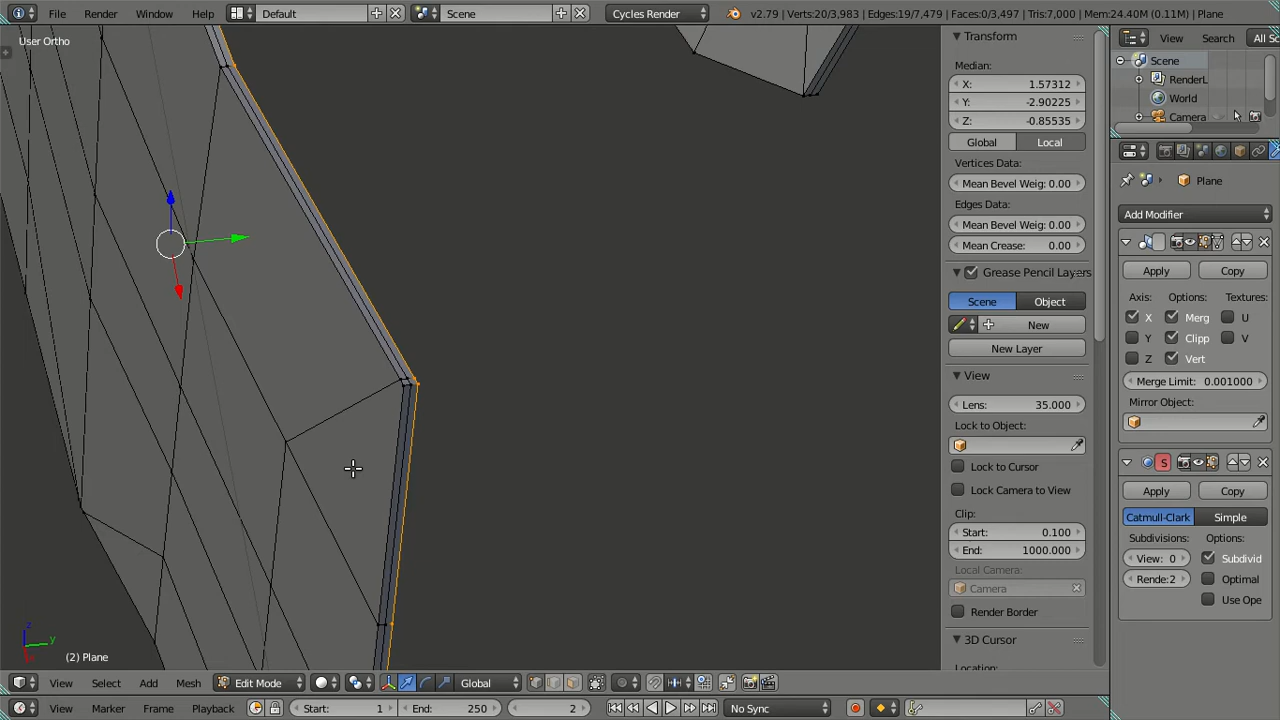 File Render Window Help Default Scene Cycles Render v2.79 | Verts:20/3,983 | Edges:19/7,479 | Faces:0/3,497 | Tris:7,000 | Mem:24.40M (0.11M) | Plane
User Ortho
Transform
Median:
X: 1.57312
Y: -2.90225
Z: -0.85535
Global Local
Vertices Data:
Mean Bevel Weig: 0.00
Edges Data:
Mean Bevel Weig: 0.00
Mean Crease: 0.00
Grease Pencil Layers
Scene Object
New
New Layer
View
Lens: 35.000
Lock to Object:
Lock to Cursor
Lock Camera to View
Clip:
Start: 0.100
End: 1000.000
Local Camera:
Camera
Render Border
3D Cursor
Location:
View Search All Sc
Scene
RenderL
World
Camera
Plane
Add Modifier
Apply Copy
Axis: Options: Textures:
X Merg U
Y Clipp V
Z Vert
Merge Limit: 0.001000
Mirror Object:
S
Apply Copy
Catmull-Clark Simple
Subdivisions: Options:
View: 0 Subdivid
Rende:2 Optimal
Use Ope
z
y
(2) Plane
View Select Add Mesh Edit Mode Global
View Marker Frame Playback Start: 1 End: 250 2 No Sync